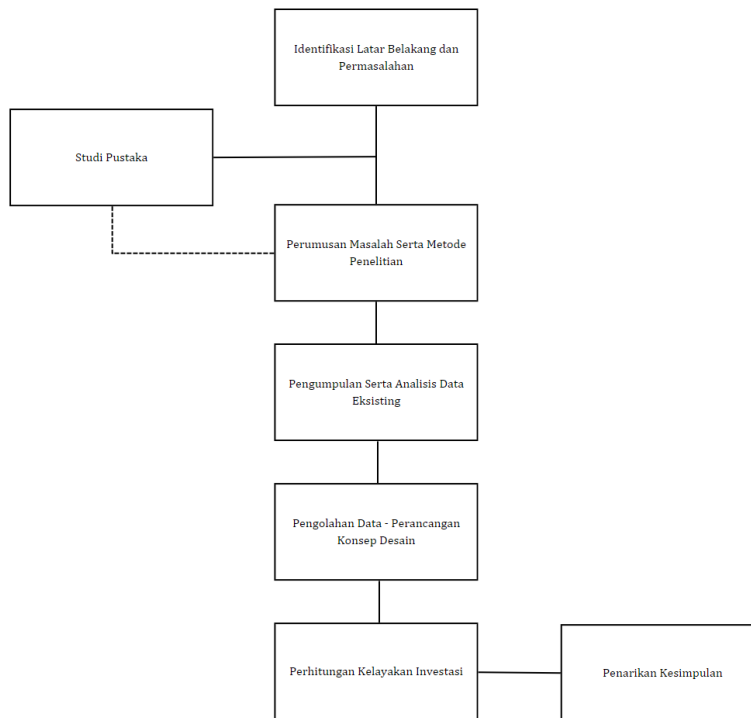 Identifikasi Latar Belakang dan
Permasalahan
Studi Pustaka
Perumusan Masalah Serta Metode
Penelitian
Pengumpulan Serta Analisis Data
Eksisting
Pengolahan Data - Perancangan
Konsep Desain
Perhitungan Kelayakan Investasi
Penarikan Kesimpulan